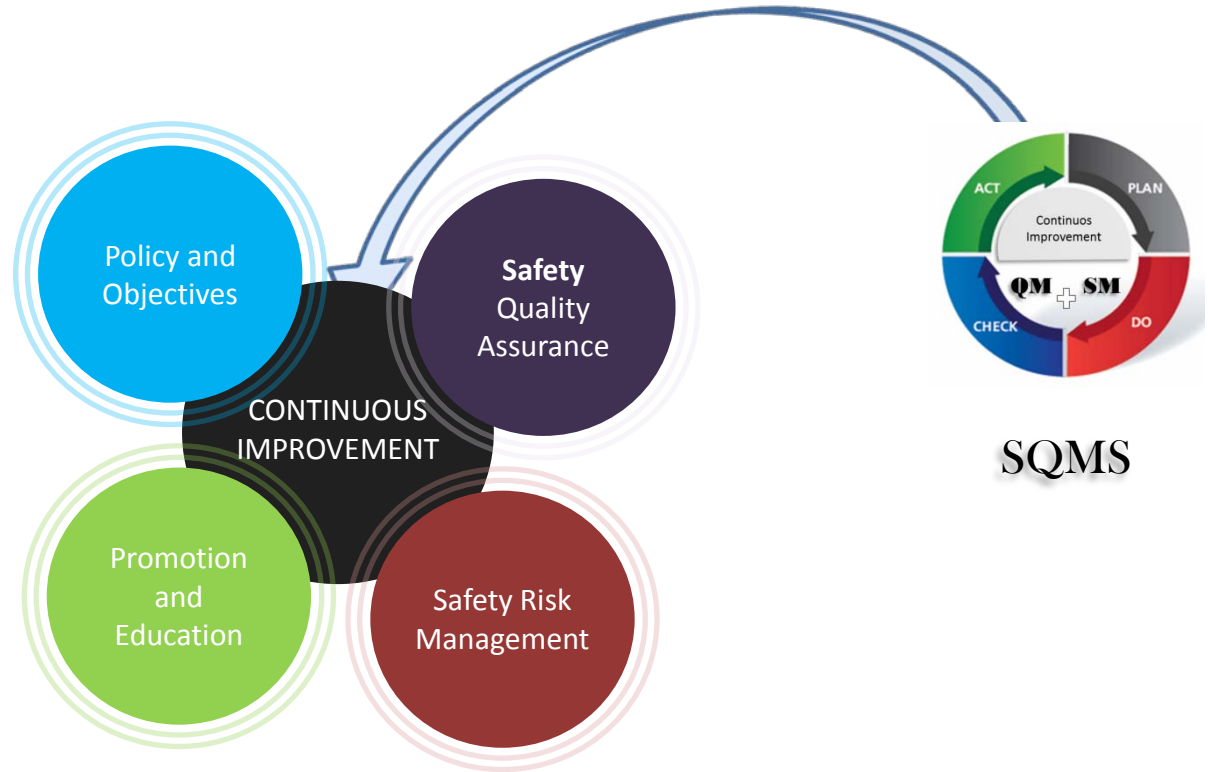 Policy and
Objectives
Safety
Quality
Assurance
CONTINUOUS
IMPROVEMENT
Promotion
and
Education
Safety Risk
Management
ACT
PLAN
Continuos
Improvement
QM
SM
CHECK
DO
SQMS